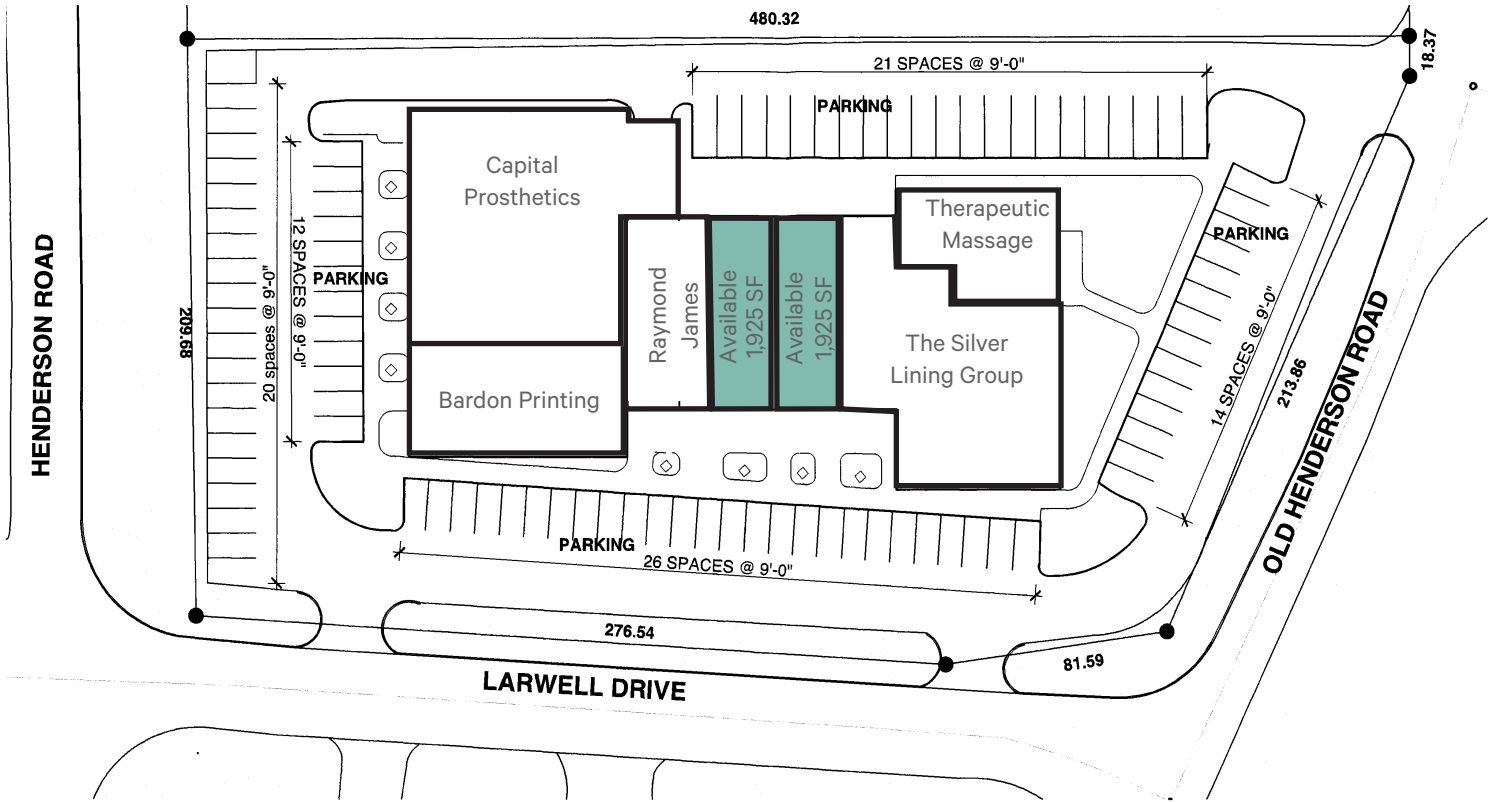 480.32
18.37
21 SPACES @ 9'-0"
PARKING
Capital
Prosthetics
Therapeutic
Massage
PARKING
HENDERSON ROAD
209.68
20 spaces @ 9'-0"
12 SPACES @ 9'-0"
PARKING
Raymond
James
Available
1,925 SF
Available
1,925 SF
The Silver
Lining Group
Bardon Printing
14 SPACES @ 9'-0"
213.86
OLD HENDERSON ROAD
PARKING
26 SPACES @ 9'-0"
276.54
81.59
LARWELL DRIVE